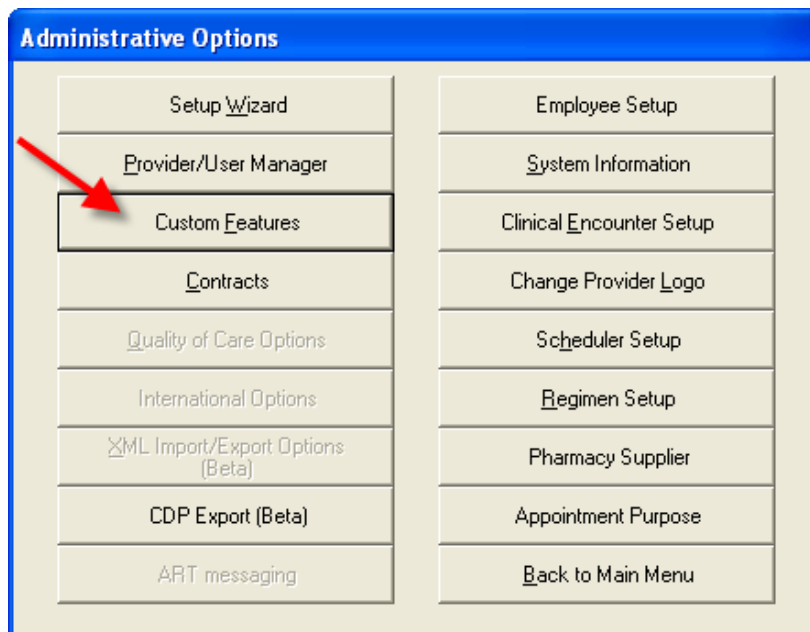 Administrative Options
Setup Wizard
Employee Setup
Provider/User Manager
System Information
Custom Features
Clinical Encounter Setup
Contracts
Change Provider Logo
Quality of Care Options
Scheduler Setup
International Options
Regimen Setup
XML Import/Export Options
(Beta)
Pharmacy Supplier
CDP Export (Beta)
Appointment Purpose
ART messaging
Back to Main Menu